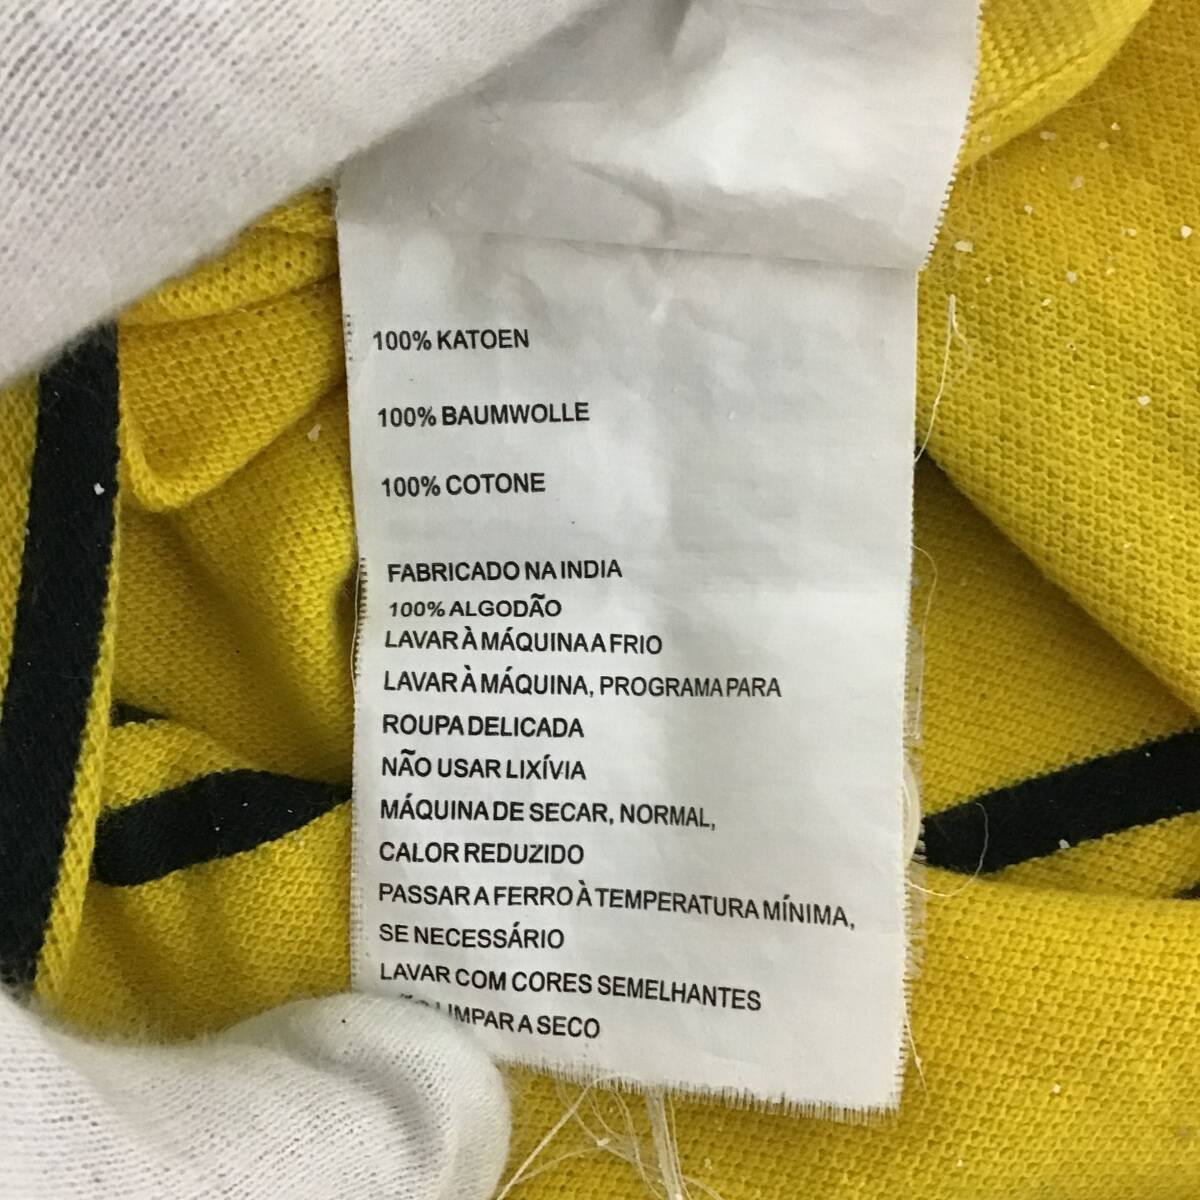 100% KATOEN
100% BAUMWOLLE
100% COTONE
FABRICADO NA INDIA
100% ALGODÃO
LAVAR À MÁQUINA A FRIO
LAVAR À MÁQUINA, PROGRAMA PARA
ROUPA DELICADA
NÃO USAR LIXÍVIA
MÁQUINA DE SECAR, NORMAL,
CALOR REDUZIDO
PASSAR A FERRO À TEMPERATURA MÍNIMA,
SE NECESSÁRIO
LAVAR COM CORES SEMELHANTES
LIMPAR A SECO